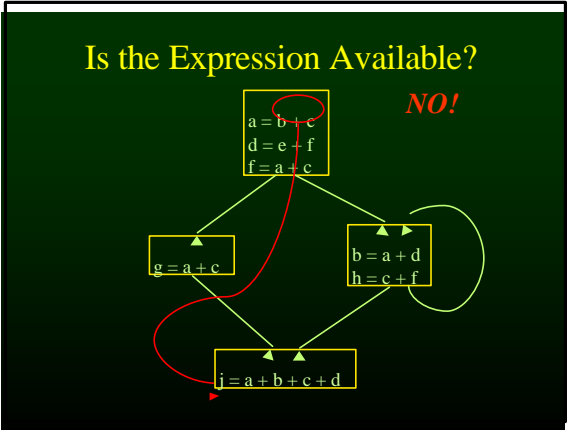 Is the Expression Available?
NO!
a = b + c
d = e + f
f = a + c
g = a + c
b = a + d
h = c + f
j = a + b + c + d